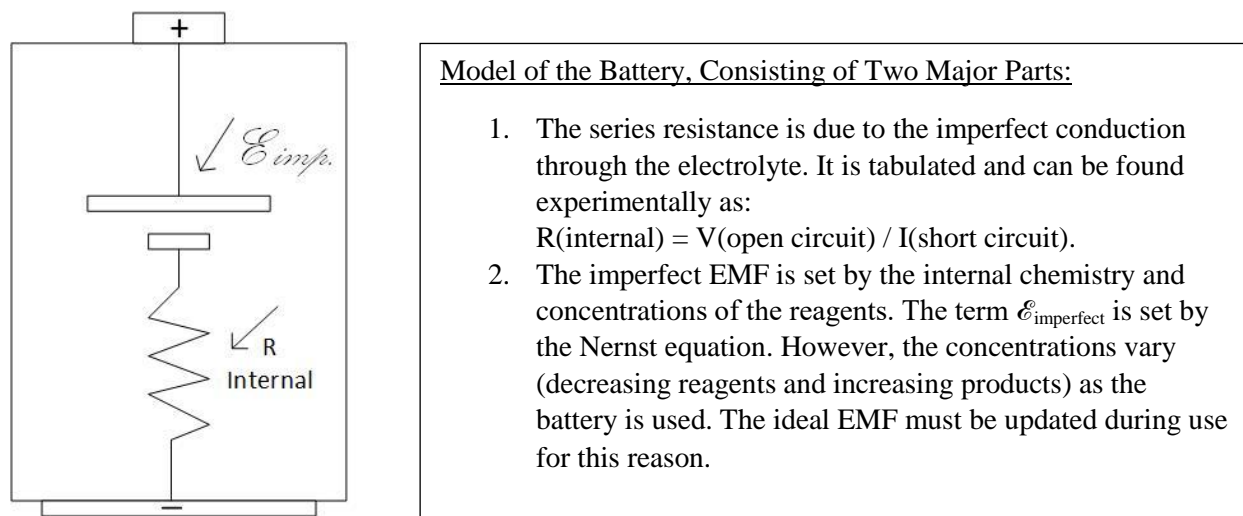 +
ℰimp.
R
Internal
−
Model of the Battery, Consisting of Two Major Parts:
1. The series resistance is due to the imperfect conduction
through the electrolyte. It is tabulated and can be found
experimentally as:
R(internal) = V(open circuit) / I(short circuit).
2. The imperfect EMF is set by the internal chemistry and
concentrations of the reagents. The term ℰimperfect is set by
the Nernst equation. However, the concentrations vary
(decreasing reagents and increasing products) as the
battery is used. The ideal EMF must be updated during use
for this reason.